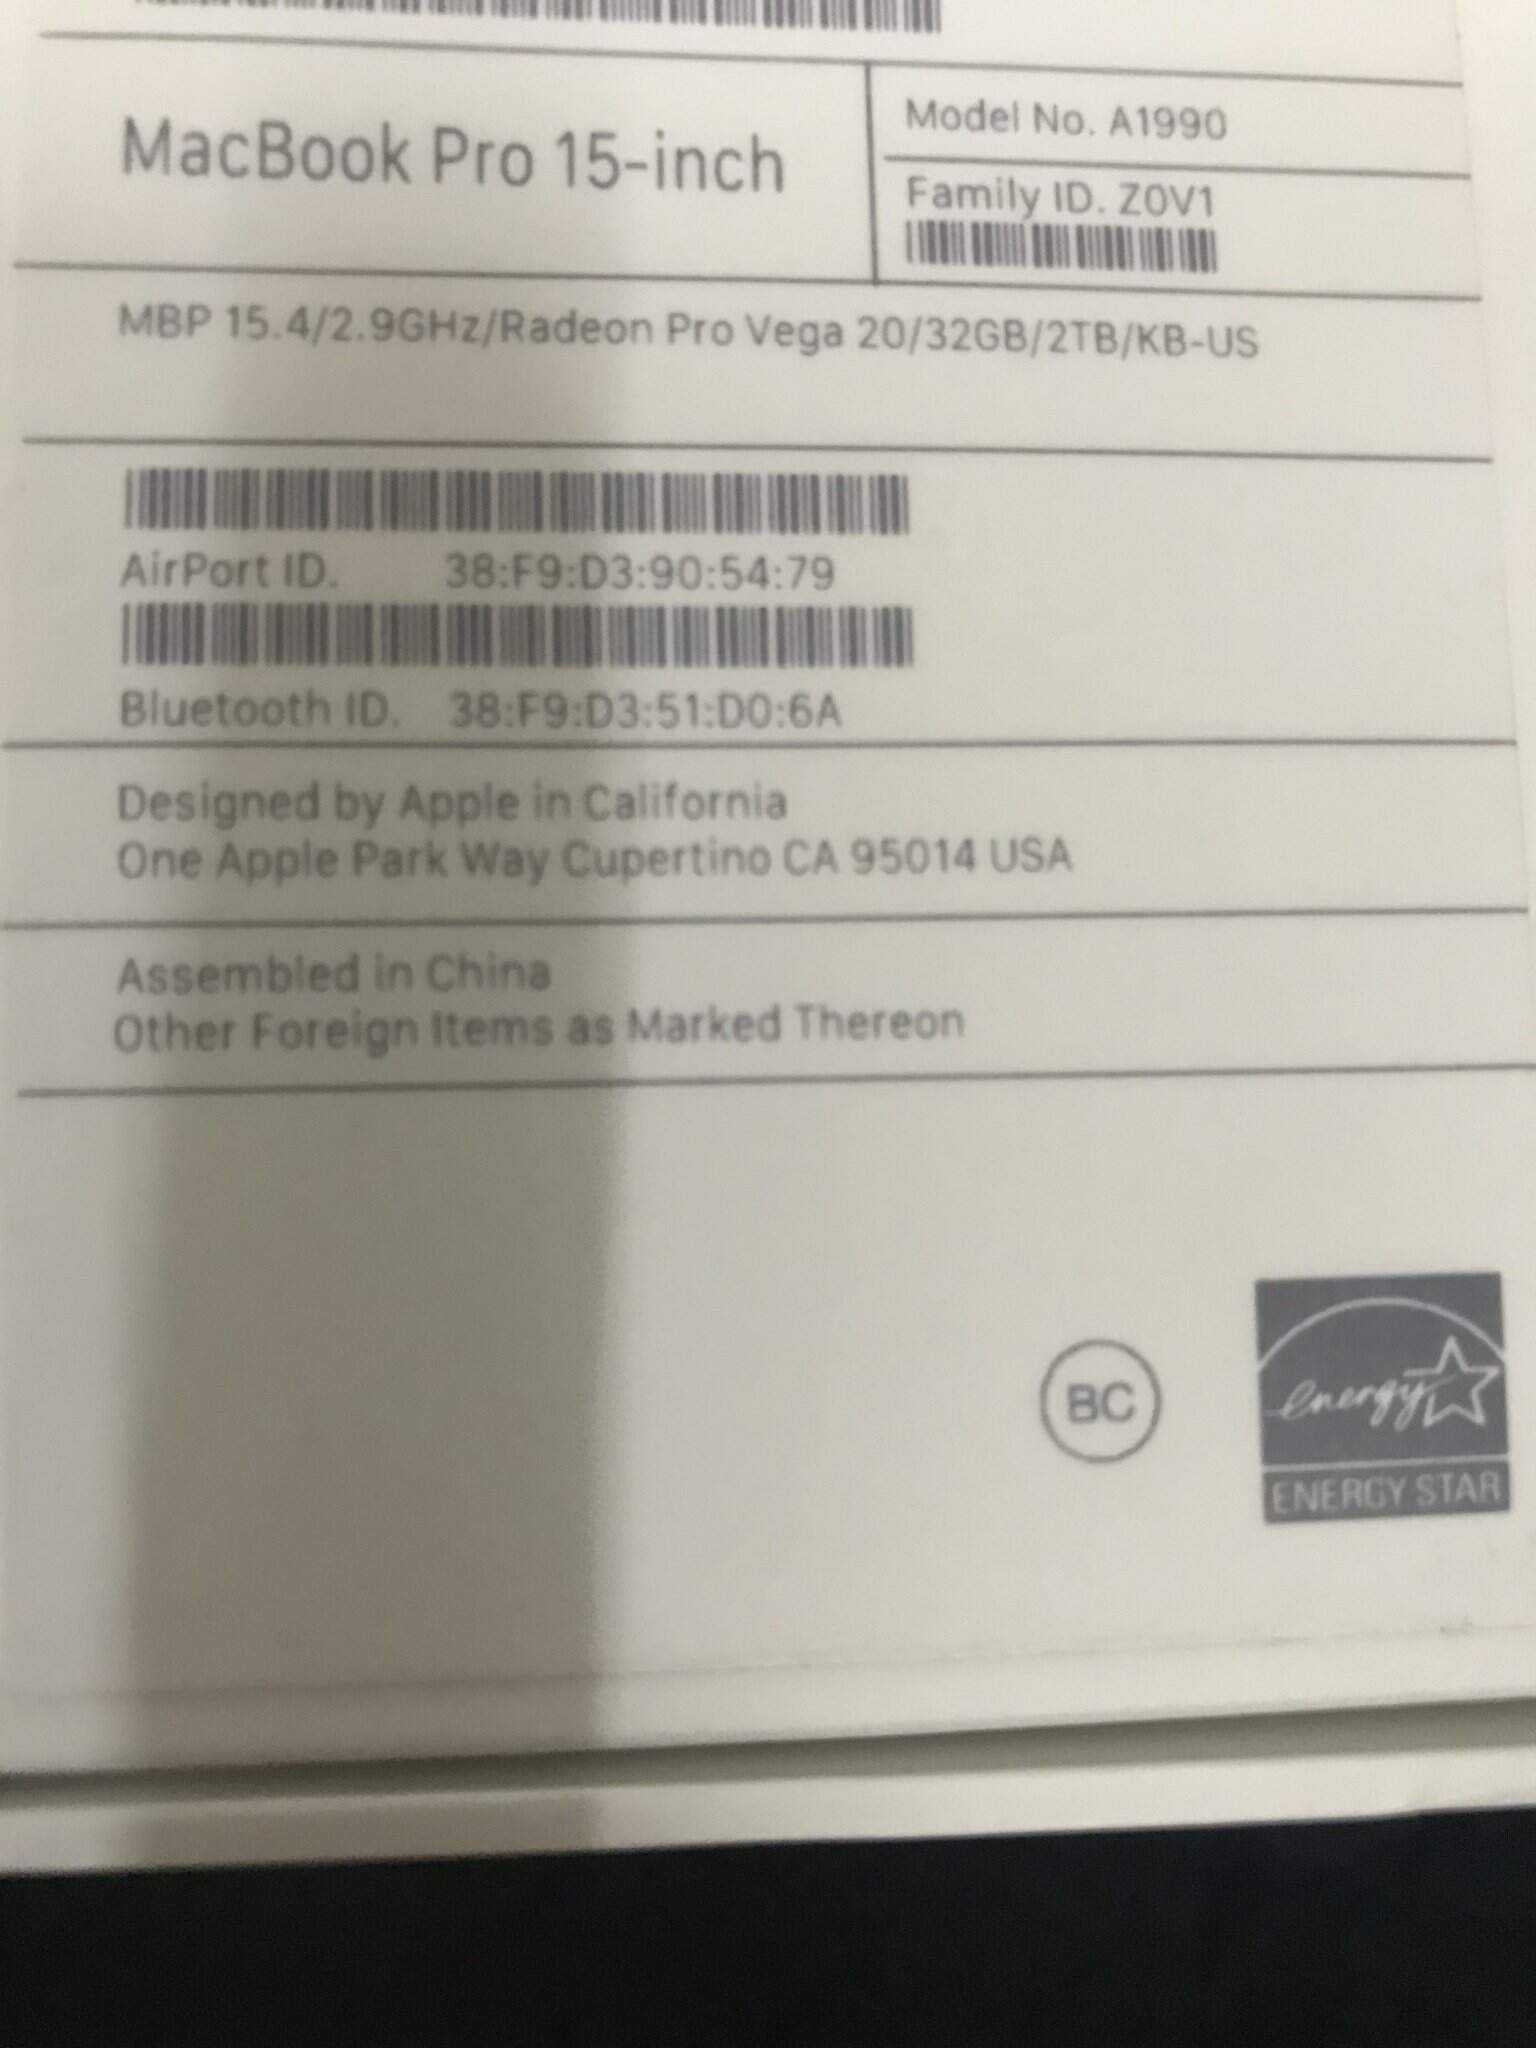 MacBook Pro 15-inch
Model No. A1990
Family ID. Z0V1
MBP 15.4/2.9GHz/Radeon Pro Vega 20/32GB/2TB/KB-US
AirPort ID. 38:F9:D3:90:54:79
Bluetooth ID. 38:F9:D3:51:D0:6A
Designed by Apple in California
One Apple Park Way Cupertino CA 95014 USA
Assembled in China
Other Foreign Items as Marked Thereon
BC
energy
ENERGY STAR